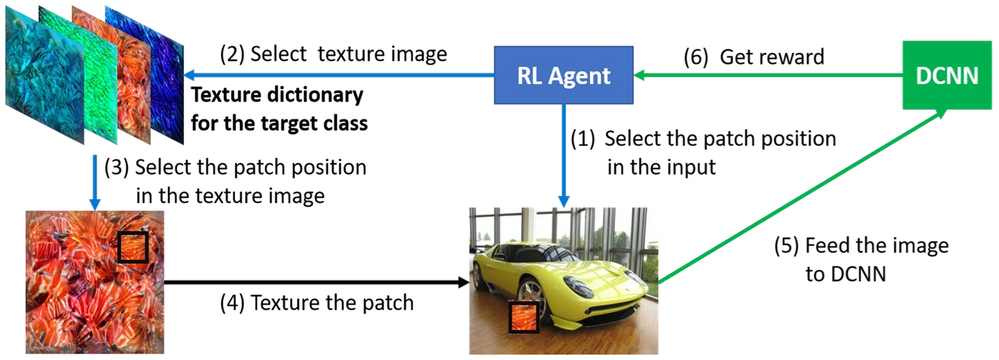 (2) Select texture image
RL Agent
(6) Get reward
DCNN
Texture dictionary
for the target class
(1) Select the patch position
in the input
(3) Select the patch position
in the texture image
(5) Feed the image
to DCNN
(4) Texture the patch